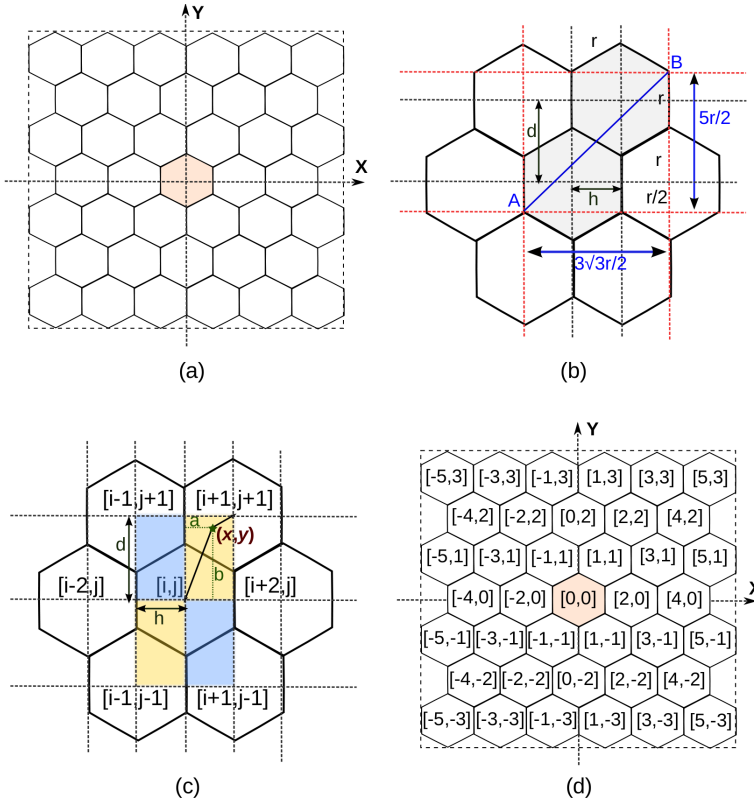 Y
X
(a)
r
B
r
5r/2
d
r
A
h
r/2
3√3r/2
(b)
[i-1,j+1] [i+1,j+1]
a
(x,y)
d
b
[i-2,j] [i,j] [i+2,j]
h
[i-1,j-1] [i+1,j-1]
(c)
Y
[-5,3] [-3,3] [-1,3] [1,3] [3,3] [5,3]
[-4,2] [-2,2] [0,2] [2,2] [4,2]
[-5,1] [-3,1] [-1,1] [1,1] [3,1] [5,1]
X
[-4,0] [-2,0] [0,0] [2,0] [4,0]
[-5,-1] [-3,-1] [-1,-1] [1,-1] [3,-1] [5,-1]
[-4,-2] [-2,-2] [0,-2] [2,-2] [4,-2]
[-5,-3] [-3,-3] [-1,-3] [1,-3] [3,-3] [5,-3]
(d)